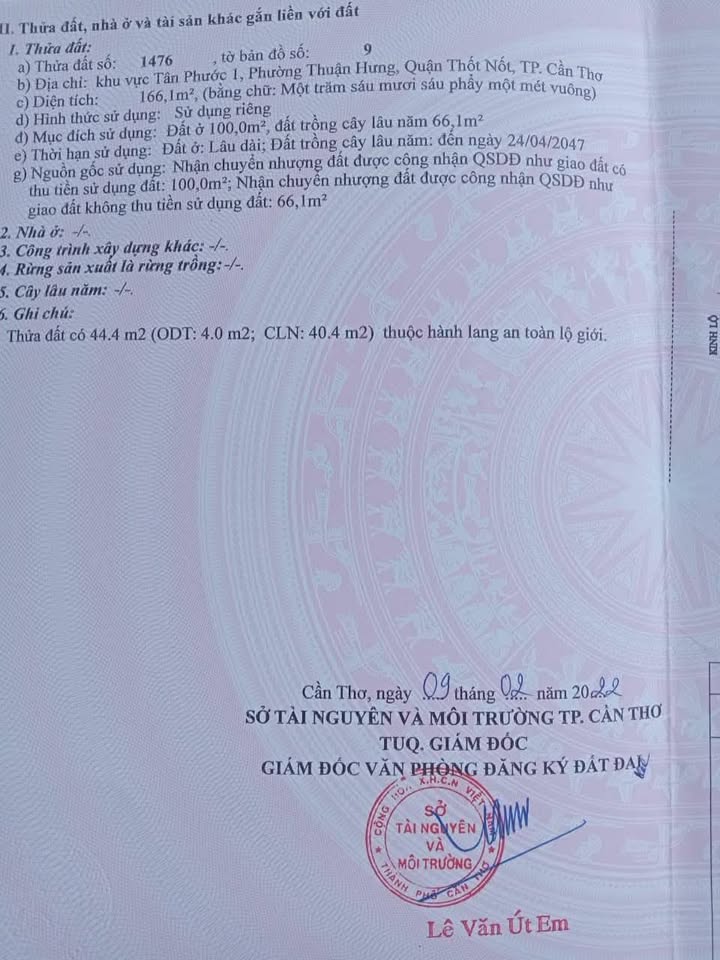 II. Thửa đất, nhà ở và tài sản khác gắn liền với đất
1. Thửa đất:
a) Thửa đất số: 1476 , tờ bản đồ số: 9
b) Địa chỉ: khu vực Tân Phước 1, Phường Thuận Hưng, Quận Thốt Nốt, TP. Cần Thơ
c) Diện tích: 166,1m², (bằng chữ: Một trăm sáu mươi sáu phẩy một mét vuông)
d) Hình thức sử dụng: Sử dụng riêng
đ) Mục đích sử dụng: Đất ở 100,0m², đất trồng cây lâu năm 66,1m²
e) Thời hạn sử dụng: Đất ở: Lâu dài; Đất trồng cây lâu năm: đến ngày 24/04/2047
g) Nguồn gốc sử dụng: Nhận chuyển nhượng đất được công nhận QSDĐ như giao đất có
thu tiền sử dụng đất: 100,0m²; Nhận chuyển nhượng đất được công nhận QSDĐ như
giao đất không thu tiền sử dụng đất: 66,1m²
2. Nhà ở: -/-.
3. Công trình xây dựng khác: -/-.
4. Rừng sản xuất là rừng trồng: -/-.
5. Cây lâu năm: -/-.
6. Ghi chú:
Thửa đất có 44.4 m2 (ODT: 4.0 m2; CLN: 40.4 m2) thuộc hành lang an toàn lộ giới.
Cần Thơ, ngày 09 tháng 02 năm 2022
SỞ TÀI NGUYÊN VÀ MÔI TRƯỜNG TP. CẦN THƠ
TUQ. GIÁM ĐỐC
GIÁM ĐỐC VĂN PHÒNG ĐĂNG KÝ ĐẤT ĐAI
CỘNG HÒA X.H.C.N VIỆT NAM
SỞ
TÀI NGUYÊN
VÀ
MÔI TRƯỜNG
THÀNH PHỐ CẦN THƠ
Lê Văn Út Em